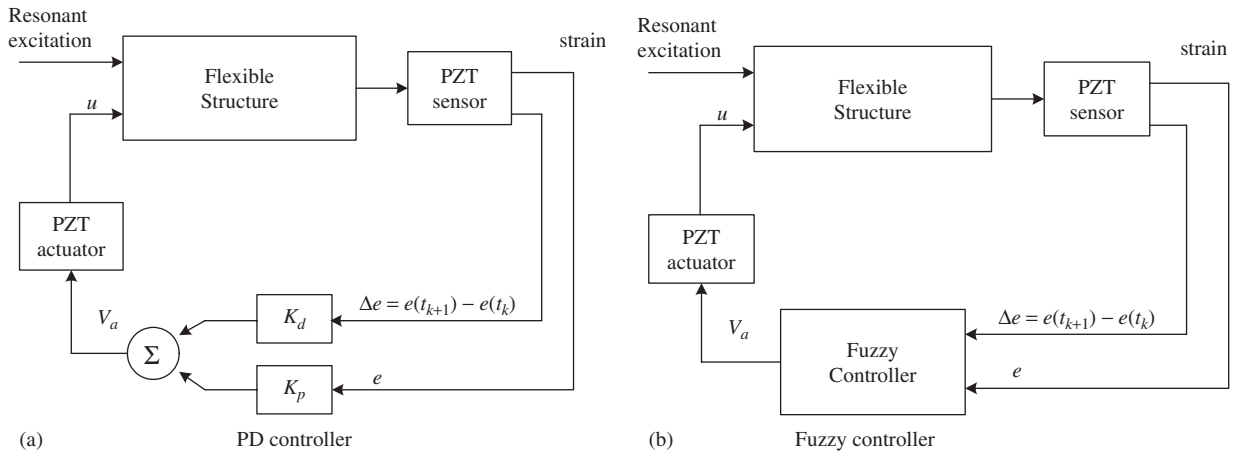 Resonant
excitation
Flexible
Structure
PZT
sensor
strain
u
PZT
actuator
V_a
Σ
K_d
Δe = e(t_{k+1}) − e(t_k)
K_p
e
(a)
PD controller
Resonant
excitation
Flexible
Structure
PZT
sensor
strain
u
PZT
actuator
V_a
Fuzzy
Controller
Δe = e(t_{k+1}) − e(t_k)
e
(b)
Fuzzy controller